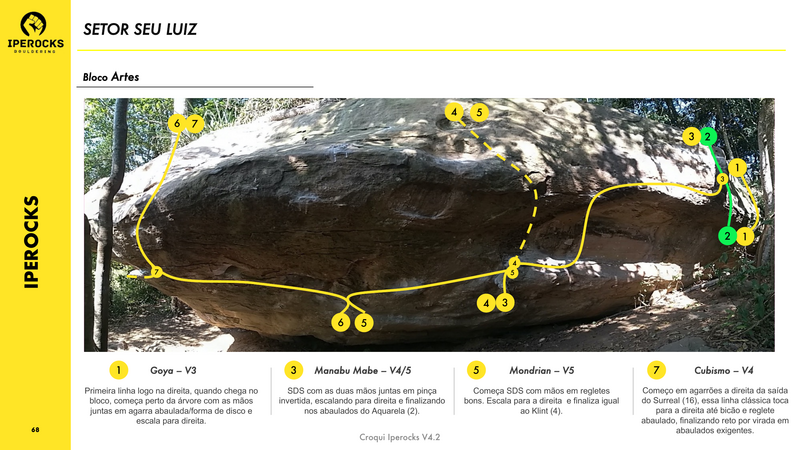 IPEROCKS
BOULDERING
SETOR SEU LUIZ
Bloco Artes
IPEROCKS
6 7
4 5
3 2
1
3
2 1
7
4
5
4 3
6 5
1 Goya – V3
Primeira linha logo na direita, quando chega no
bloco, começa perto da árvore com as mãos
juntas em agarra abaulada/forma de disco e
escala para direita.
3 Manabu Mabe – V4/5
SDS com as duas mãos juntas em pinça
invertida, escalando para direita e finalizando
nos abaulados do Aquarela (2).
5 Mondrian – V5
Começa SDS com mãos em regletes
bons. Escala para a direita e finaliza igual
ao Klint (4).
7 Cubismo – V4
Começo em agarrões a direita da saída
do Surreal (16), essa linha clássica toca
para a direita até bicão e reglete
abaulado, finalizando reto por virada em
abaulados exigentes.
68
Croqui Iperocks V4.2